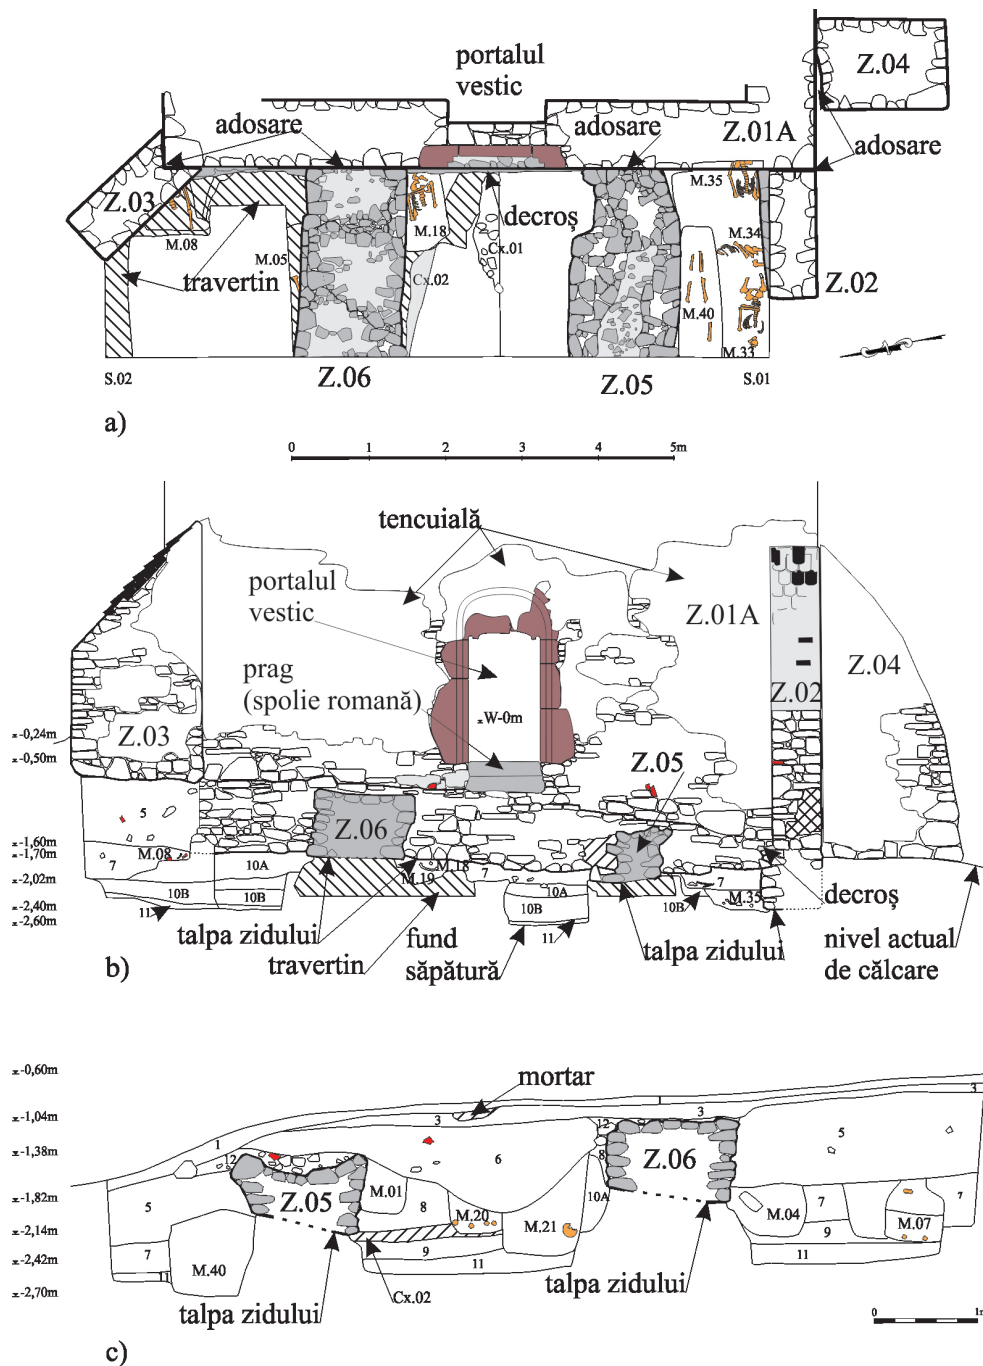 portalul
vestic
Z.04
adosare
adosare
Z.01A
adosare
M.35
Z.03
M.18
decroș
M.34
M.08
Cx.01
travertin
M.05
Cx.02
Z.02
M.40
M.33
S.02
Z.06
Z.05
S.01
a)
0 1 2 3 4 5m
tencuială
portalul
vestic
Z.01A
prag
(spolie romană)
Z.04
Z.02
W-0m
-0,24m
Z.03
-0,50m
Z.05
5
Z.06
-1,60m
-1,70m
M.08
7
10A
M.18
7
7
M.19
-2,02m
10A
10B
10B
10B
10B
M.35
-2,40m
11
-2,60m
11
decroș
talpa zidului
fund
săpătură
talpa zidului
nivel actual
de călcare
travertin
b)
-0,60m
mortar
3
1
-1,04m
3
3
12
1
5
-1,38m
6
12
8
Z.06
Z.05
10A
M.01
-1,82m
5
8
7
7
M.20
M.21
M.04
M.07
-2,14m
7
9
9
-2,42m
11
11
11
M.40
-2,70m
Cx.02
talpa zidului
talpa zidului
0 1m
c)